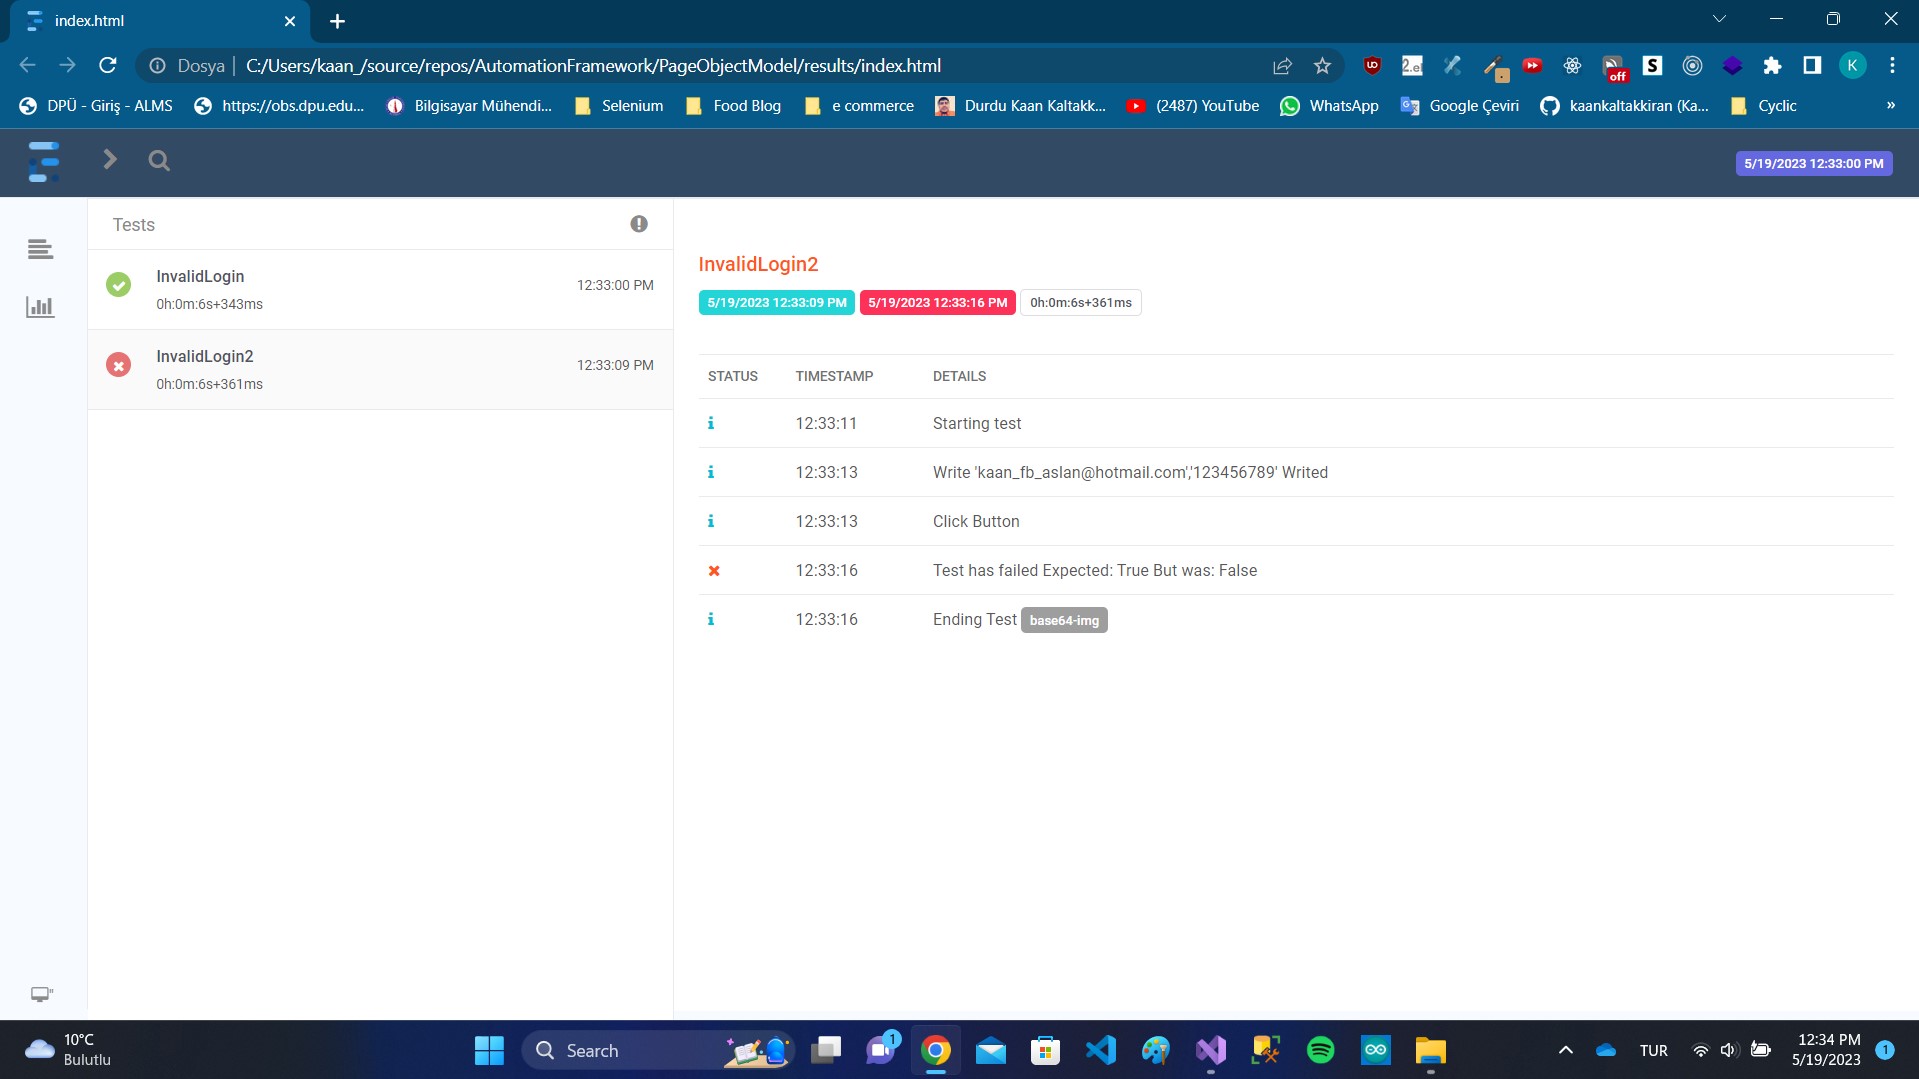 index.html
Dosya
C:/Users/kaan_/source/repos/AutomationFramework/PageObjectModel/results/index.html
off
S
K
DPÜ - Giriş - ALMS
https://obs.dpu.edu...
Bilgisayar Mühendi...
Selenium
Food Blog
e commerce
Durdu Kaan Kaltakk...
(2487) YouTube
WhatsApp
Google Çeviri
kaankaltakkiran (Ka...
Cyclic
»
5/19/2023 12:33:00 PM
Tests
InvalidLogin
0h:0m:6s+343ms
12:33:00 PM
InvalidLogin2
0h:0m:6s+361ms
12:33:09 PM
InvalidLogin2
5/19/2023 12:33:09 PM 5/19/2023 12:33:16 PM 0h:0m:6s+361ms
STATUS TIMESTAMP DETAILS
12:33:11 Starting test
12:33:13 Write 'kaan_fb_aslan@hotmail.com','123456789' Writed
12:33:13 Click Button
12:33:16 Test has failed Expected: True But was: False
12:33:16 Ending Test base64-img
10°C
Bulutlu
Search
1
TUR
12:34 PM
5/19/2023
1